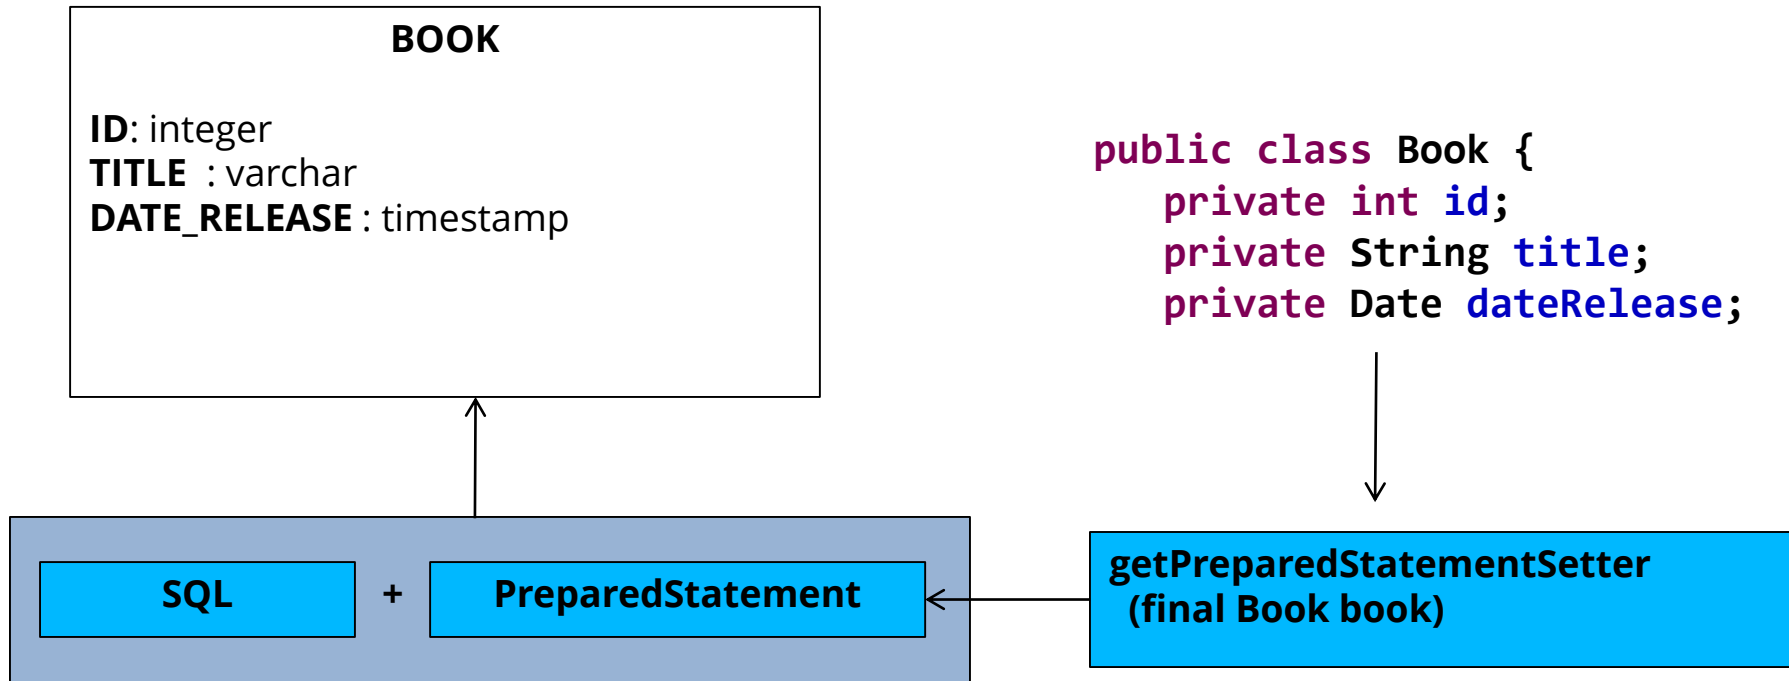 BOOK
ID: integer
TITLE : varchar
DATE_RELEASE : timestamp
public class Book {
private int id;
private String title;
private Date dateRelease;
SQL + PreparedStatement
getPreparedStatementSetter
(final Book book)